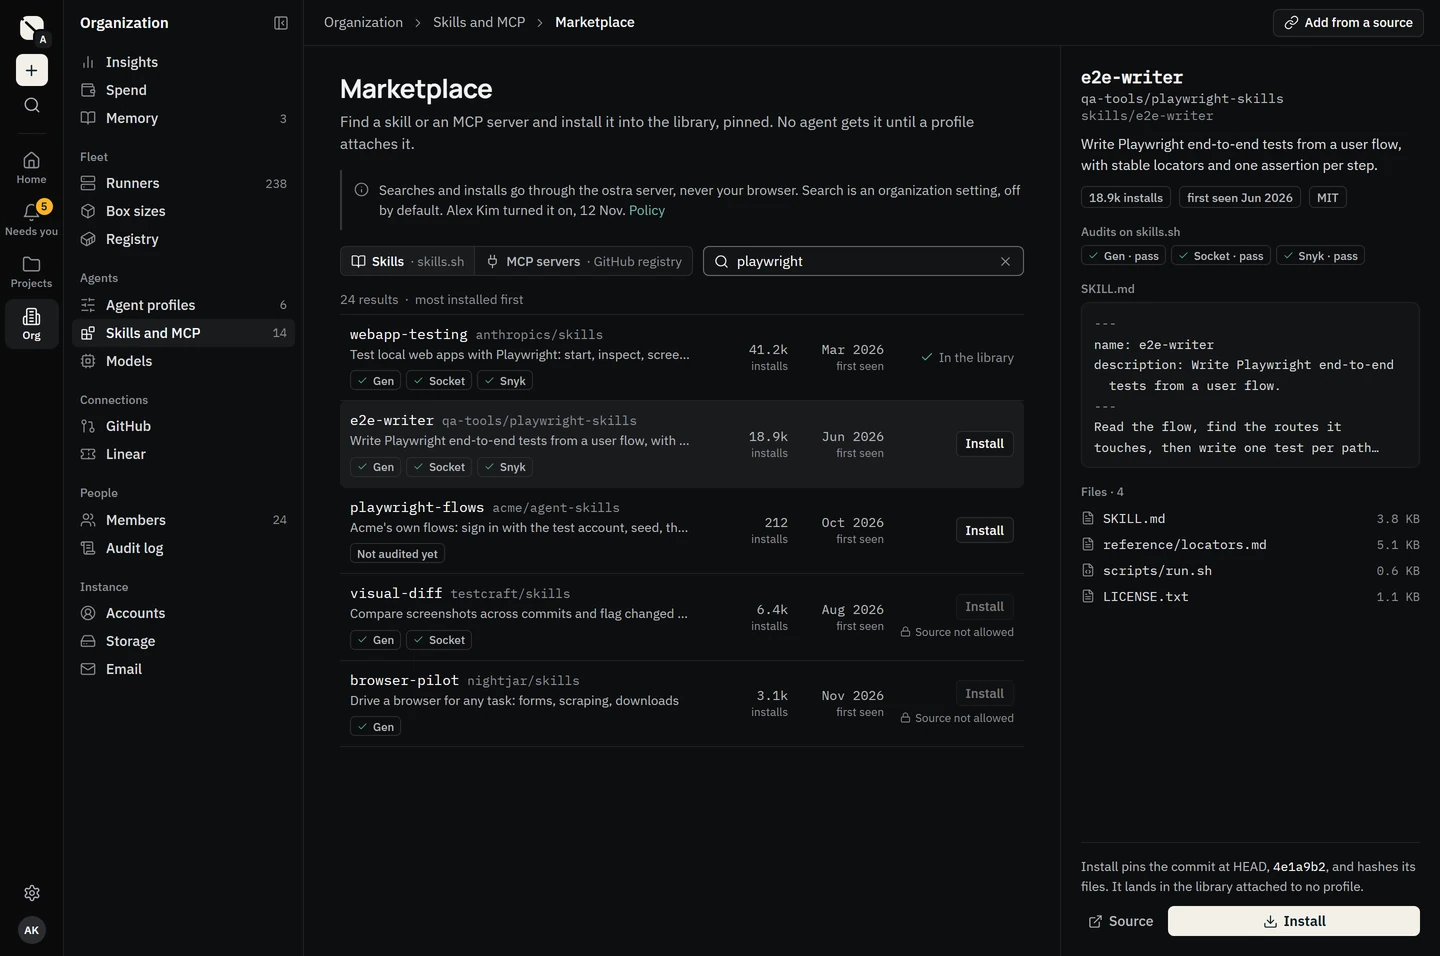 A
Home
5
Needs you
Projects
Org
AK
Organization
Insights
Spend
Memory 3
Fleet
Runners 238
Box sizes
Registry
Agents
Agent profiles 6
Skills and MCP 14
Models
Connections
GitHub
Linear
People
Members 24
Audit log
Instance
Accounts
Storage
Email
Organization > Skills and MCP > Marketplace
Add from a source
Marketplace
Find a skill or an MCP server and install it into the library, pinned. No agent gets it until a profile
attaches it.
Searches and installs go through the ostra server, never your browser. Search is an organization setting, off
by default. Alex Kim turned it on, 12 Nov. Policy
Skills · skills.sh MCP servers · GitHub registry playwright
24 results · most installed first
webapp-testing anthropics/skills
Test local web apps with Playwright: start, inspect, scree…
Gen Socket Snyk
41.2k
installs
Mar 2026
first seen
In the library
e2e-writer qa-tools/playwright-skills
Write Playwright end-to-end tests from a user flow, with …
Gen Socket Snyk
18.9k
installs
Jun 2026
first seen
Install
playwright-flows acme/agent-skills
Acme's own flows: sign in with the test account, seed, th…
Not audited yet
212
installs
Oct 2026
first seen
Install
visual-diff testcraft/skills
Compare screenshots across commits and flag changed …
Gen Socket
6.4k
installs
Aug 2026
first seen
Install
Source not allowed
browser-pilot nightjar/skills
Drive a browser for any task: forms, scraping, downloads
Gen
3.1k
installs
Nov 2026
first seen
Install
Source not allowed
e2e-writer
qa-tools/playwright-skills
skills/e2e-writer
Write Playwright end-to-end tests from a user flow,
with stable locators and one assertion per step.
18.9k installs first seen Jun 2026 MIT
Audits on skills.sh
Gen · pass Socket · pass Snyk · pass
SKILL.md
---
name: e2e-writer
description: Write Playwright end-to-end
tests from a user flow.
---
Read the flow, find the routes it
touches, then write one test per path…
Files · 4
SKILL.md 3.8 KB
reference/locators.md 5.1 KB
scripts/run.sh 0.6 KB
LICENSE.txt 1.1 KB
Install pins the commit at HEAD, 4e1a9b2, and hashes its
files. It lands in the library attached to no profile.
Source Install